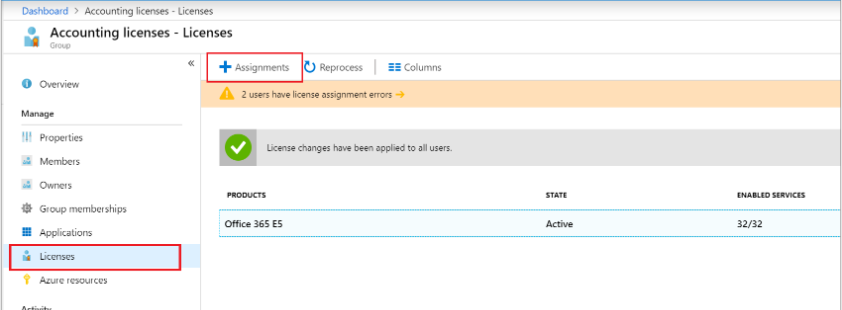 Dashboard > Accounting licenses - Licenses
Accounting licenses - Licenses
Group
«
Overview
Manage
Properties
Members
Owners
Group memberships
Applications
Licenses
Azure resources
Activity
Assignments Reprocess Columns
2 users have license assignment errors →
License changes have been applied to all users.
PRODUCTS STATE ENABLED SERVICES
Office 365 E5 Active 32/32